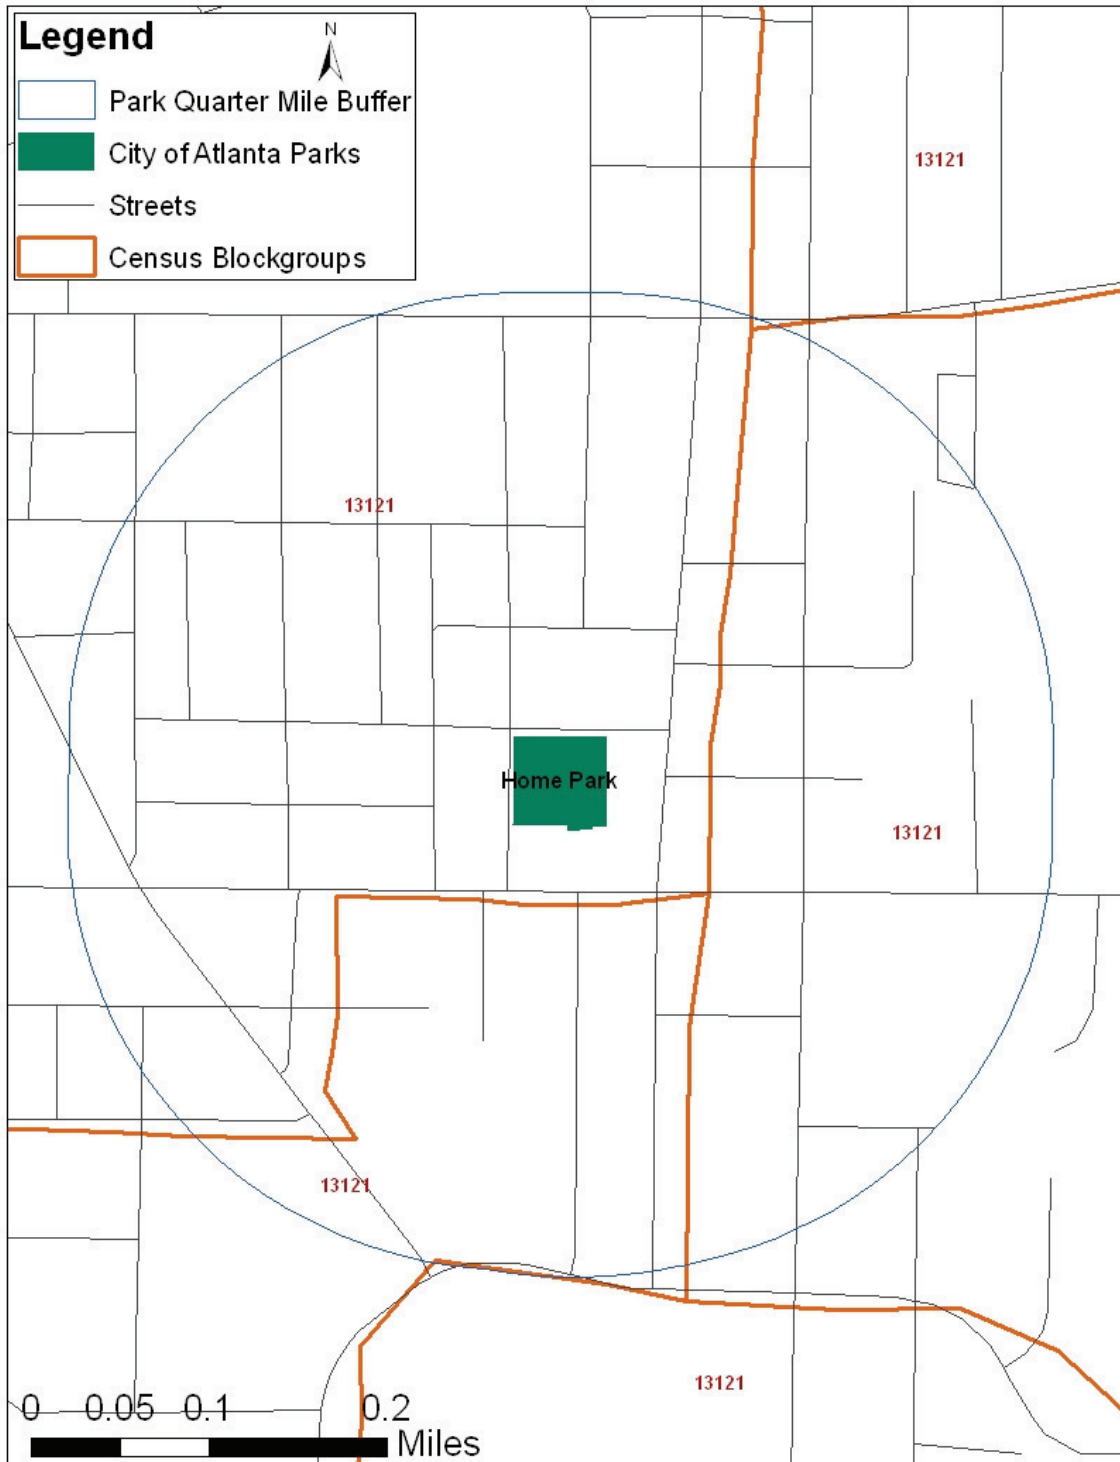 Legend
N
Park Quarter Mile Buffer
City of Atlanta Parks
Streets
Census Blockgroups
13121
13121
Home Park
13121
13121
13121
0 0.05 0.1 0.2
Miles